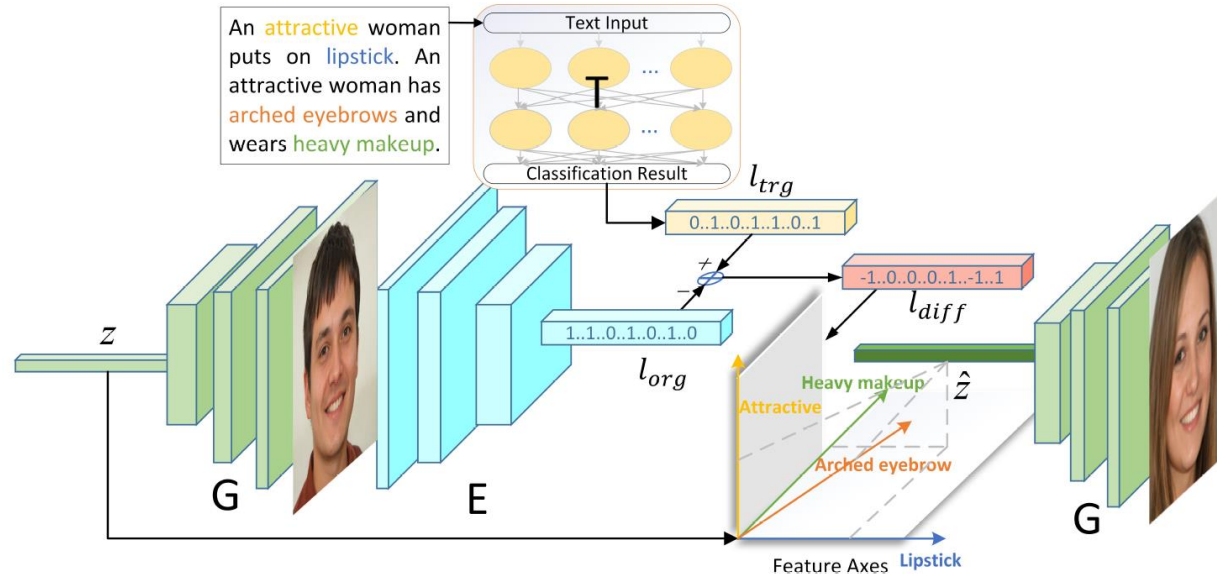 An attractive woman
puts on lipstick. An
attractive woman has
arched eyebrows and
wears heavy makeup.
Text Input
...
T
...
Classification Result
l_trg
0..1..0..1..1..0..1
+
−
-1..0..0..0..1..-1..1
l_diff
z
1..1..0..1..0..1..0
l_org
Heavy makeup
ẑ
Attractive
Arched eyebrow
G
E
G
Lipstick
Feature Axes